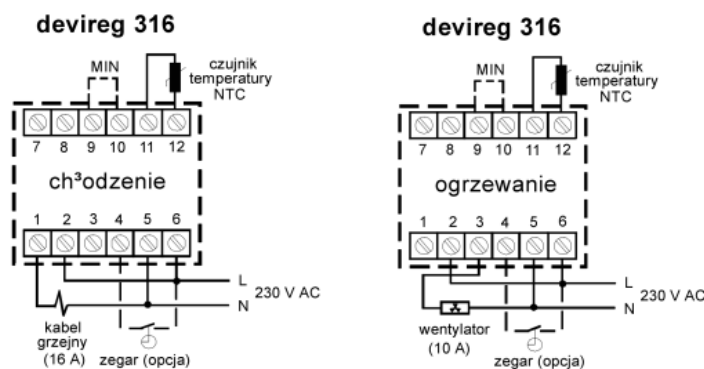 devireg 316
MIN
czujnik
temperatury
NTC
7 8 9 10 11 12
ch³odzenie
1 2 3 4 5 6
L
230 V AC
N
kabel
grzejny
(16 A)
zegar (opcja)
devireg 316
MIN
czujnik
temperatury
NTC
7 8 9 10 11 12
ogrzewanie
1 2 3 4 5 6
L
230 V AC
N
wentylator
(10 A)
zegar (opcja)